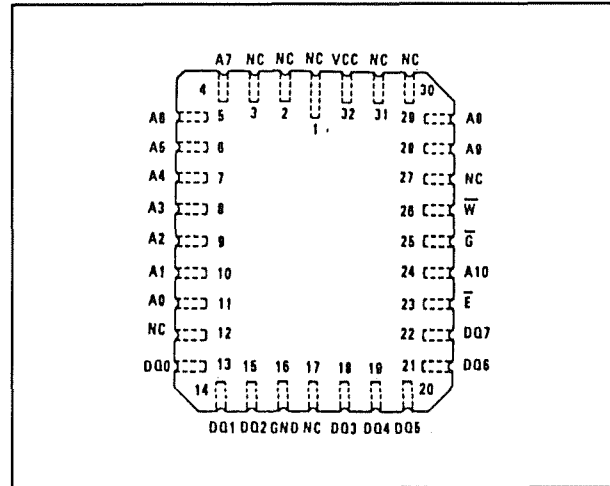 A7 NC NC NC VCC NC NC
4 3 2 1 32 31 30
A6 5 29 A8
A5 6 28 A9
A4 7 27 NC
A3 8 26 W̅
A2 9 25 G̅
A1 10 24 A10
A0 11 23 E̅
NC 12 22 DQ7
DQ0 13 21 DQ6
14 15 16 17 18 19 20
DQ1 DQ2 GND NC DQ3 DQ4 DQ5